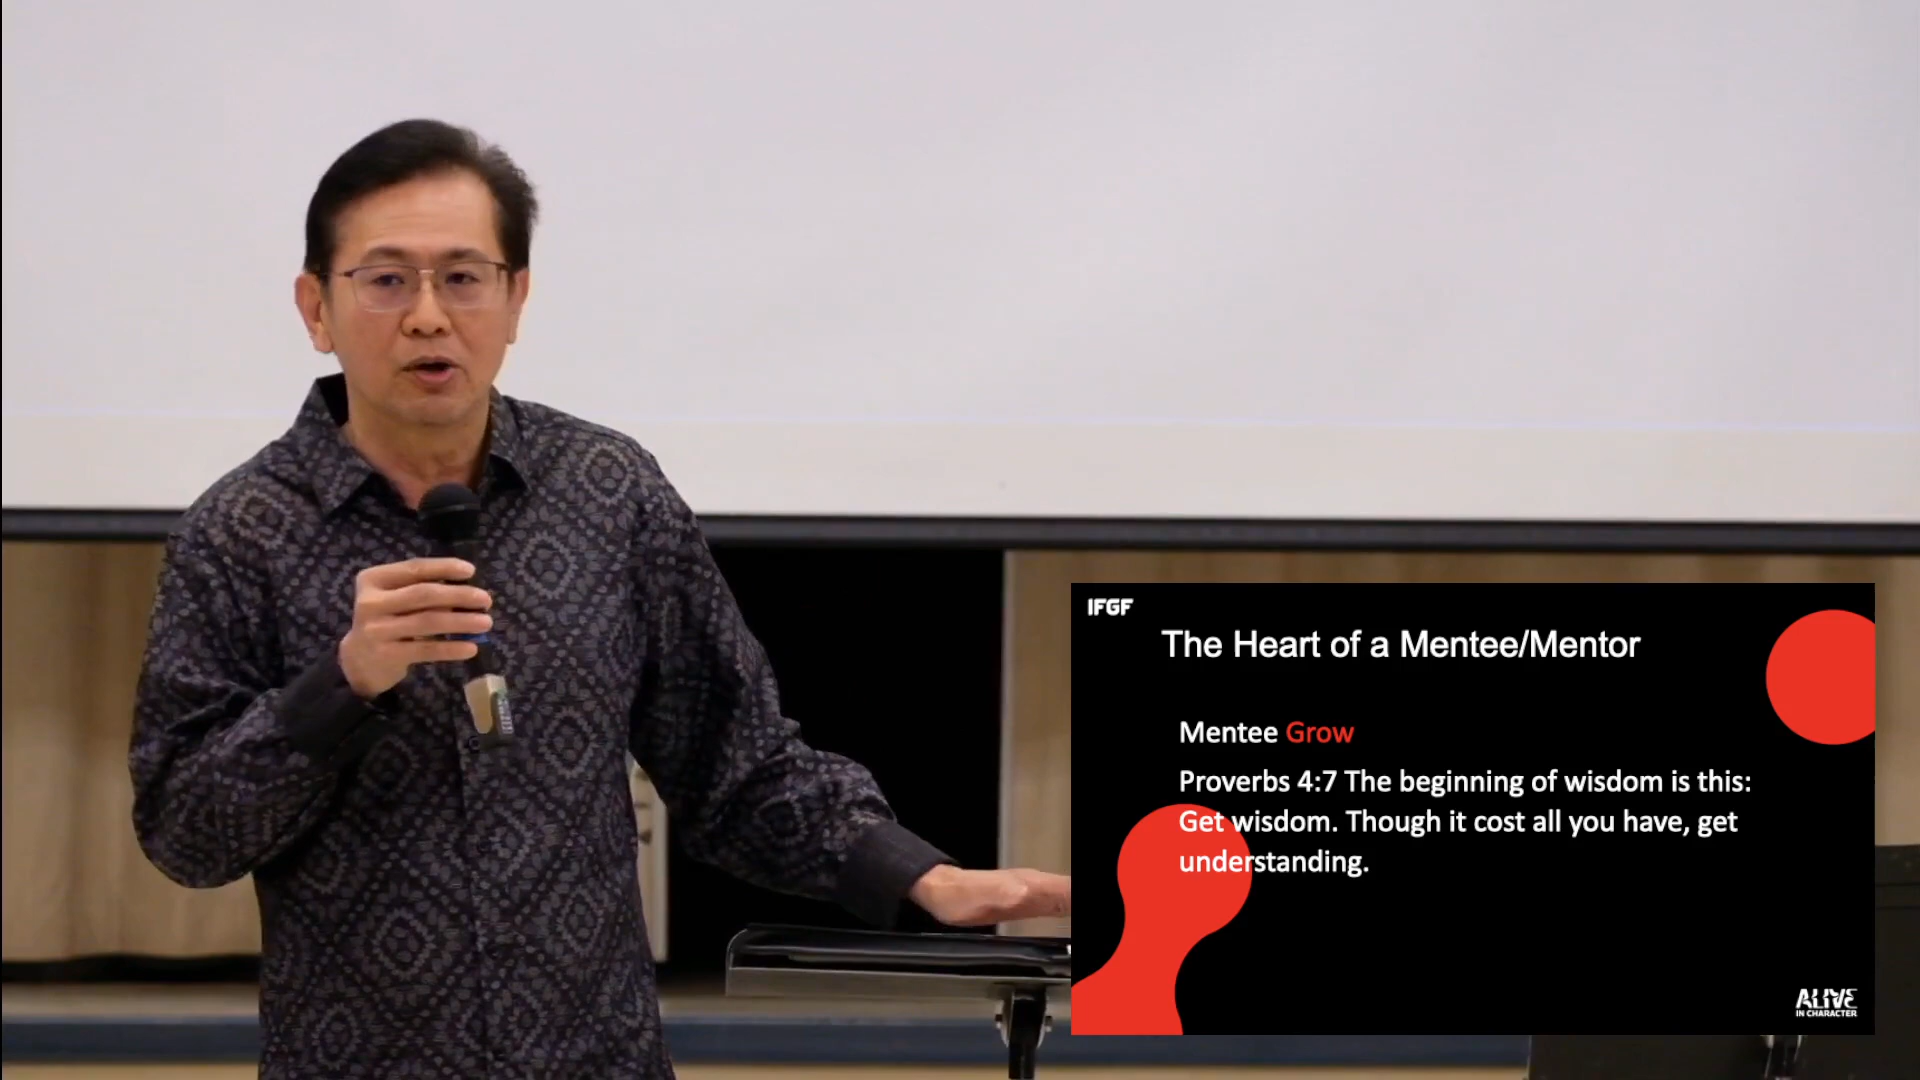 IFGF
The Heart of a Mentee/Mentor
Mentee Grow
Proverbs 4:7 The beginning of wisdom is this:
Get wisdom. Though it cost all you have, get
understanding.
ALIVE
IN CHARACTER